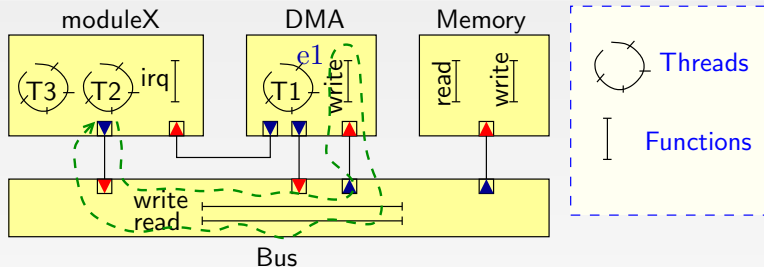 moduleX
DMA
Memory
T3
T2
irq
e1
T1
write
read
write
Threads
Functions
write
read
Bus